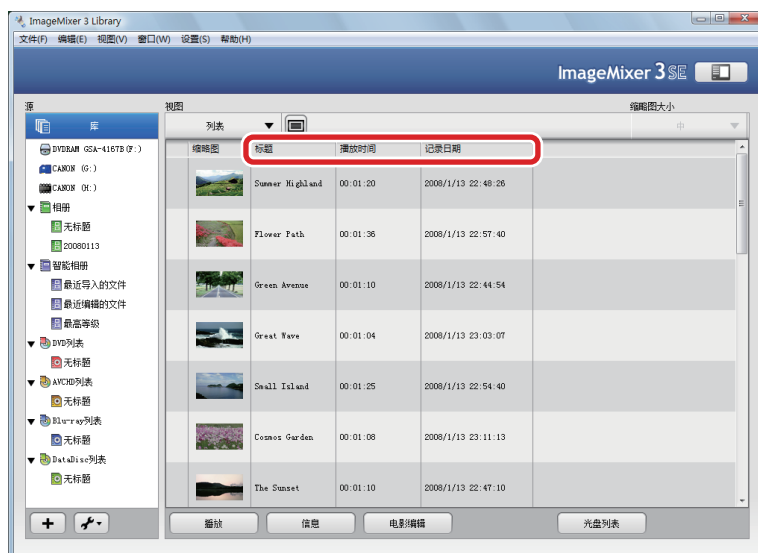 ImageMixer 3 Library
文件(F) 编辑(E) 视图(V) 窗口(W) 设置(S) 帮助(H)
ImageMixer 3 SE
源 视图 缩略图大小
库 列表 中
缩略图 标题 播放时间 记录日期
DVDRAM GSA-4167B(F:)
CANON (G:)
CANON (H:)
相册
无标题
20080113
智能相册
最近导入的文件
最近编辑的文件
最高等级
DVD列表
无标题
AVCHD列表
无标题
Blu-ray列表
无标题
DataDisc列表
无标题
Summer Highland 00:01:20 2008/1/13 22:48:26
Flower Path 00:01:36 2008/1/13 22:57:40
Green Avenue 00:01:10 2008/1/13 22:44:54
Great Wave 00:01:04 2008/1/13 23:03:07
Small Island 00:01:25 2008/1/13 22:54:40
Cosmos Garden 00:01:08 2008/1/13 23:11:13
The Sunset 00:01:10 2008/1/13 22:47:10
播放 信息 电影编辑 光盘列表